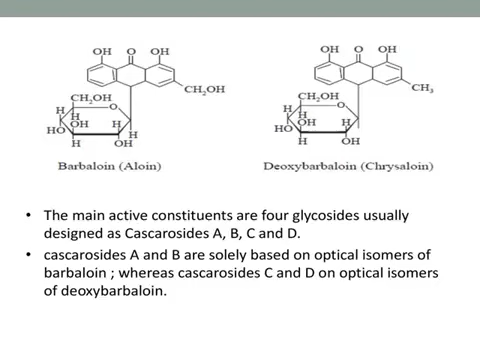 OH O OH
CH₂OH
CH₂OH
O
H
H
H
OH
HO
H
H
OH
Barbaloin (Aloin)
OH O OH
CH₃
CH₂OH
O
H
H
OH
H
HO
H
H
OH
Deoxybarbaloin (Chrysaloin)
• The main active constituents are four glycosides usually
designed as Cascarosides A, B, C and D.
• cascarosides A and B are solely based on optical isomers of
barbaloin ; whereas cascarosides C and D on optical isomers
of deoxybarbaloin.